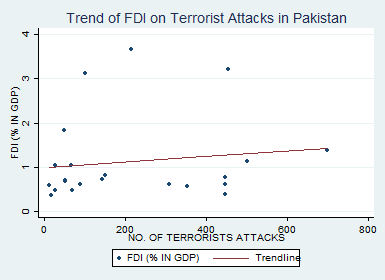 Trend of FDI on Terrorist Attacks in Pakistan
FDI (% IN GDP)
4
3
2
1
0
0 200 400 600 800
NO. OF TERRORISTS ATTACKS
FDI (% IN GDP) Trendline